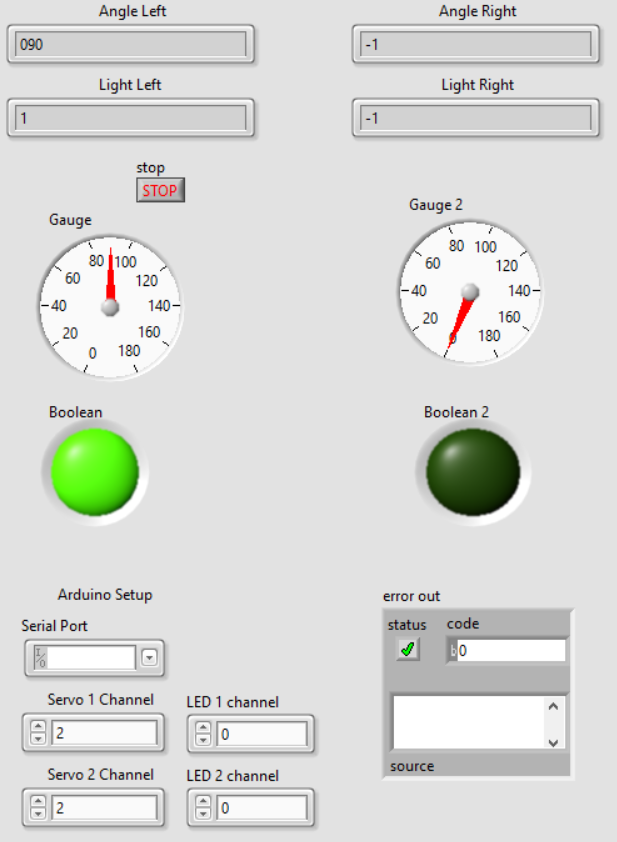 Angle Left
Angle Right
090
-1
Light Left
Light Right
1
-1
stop
STOP
Gauge
Gauge 2
0
20
40
60
80
100
120
140
160
180
0
20
40
60
80
100
120
140
160
180
Boolean
Boolean 2
Arduino Setup
Serial Port
I/O
Servo 1 Channel
LED 1 channel
2
0
Servo 2 Channel
LED 2 channel
2
0
error out
status
code
0
source